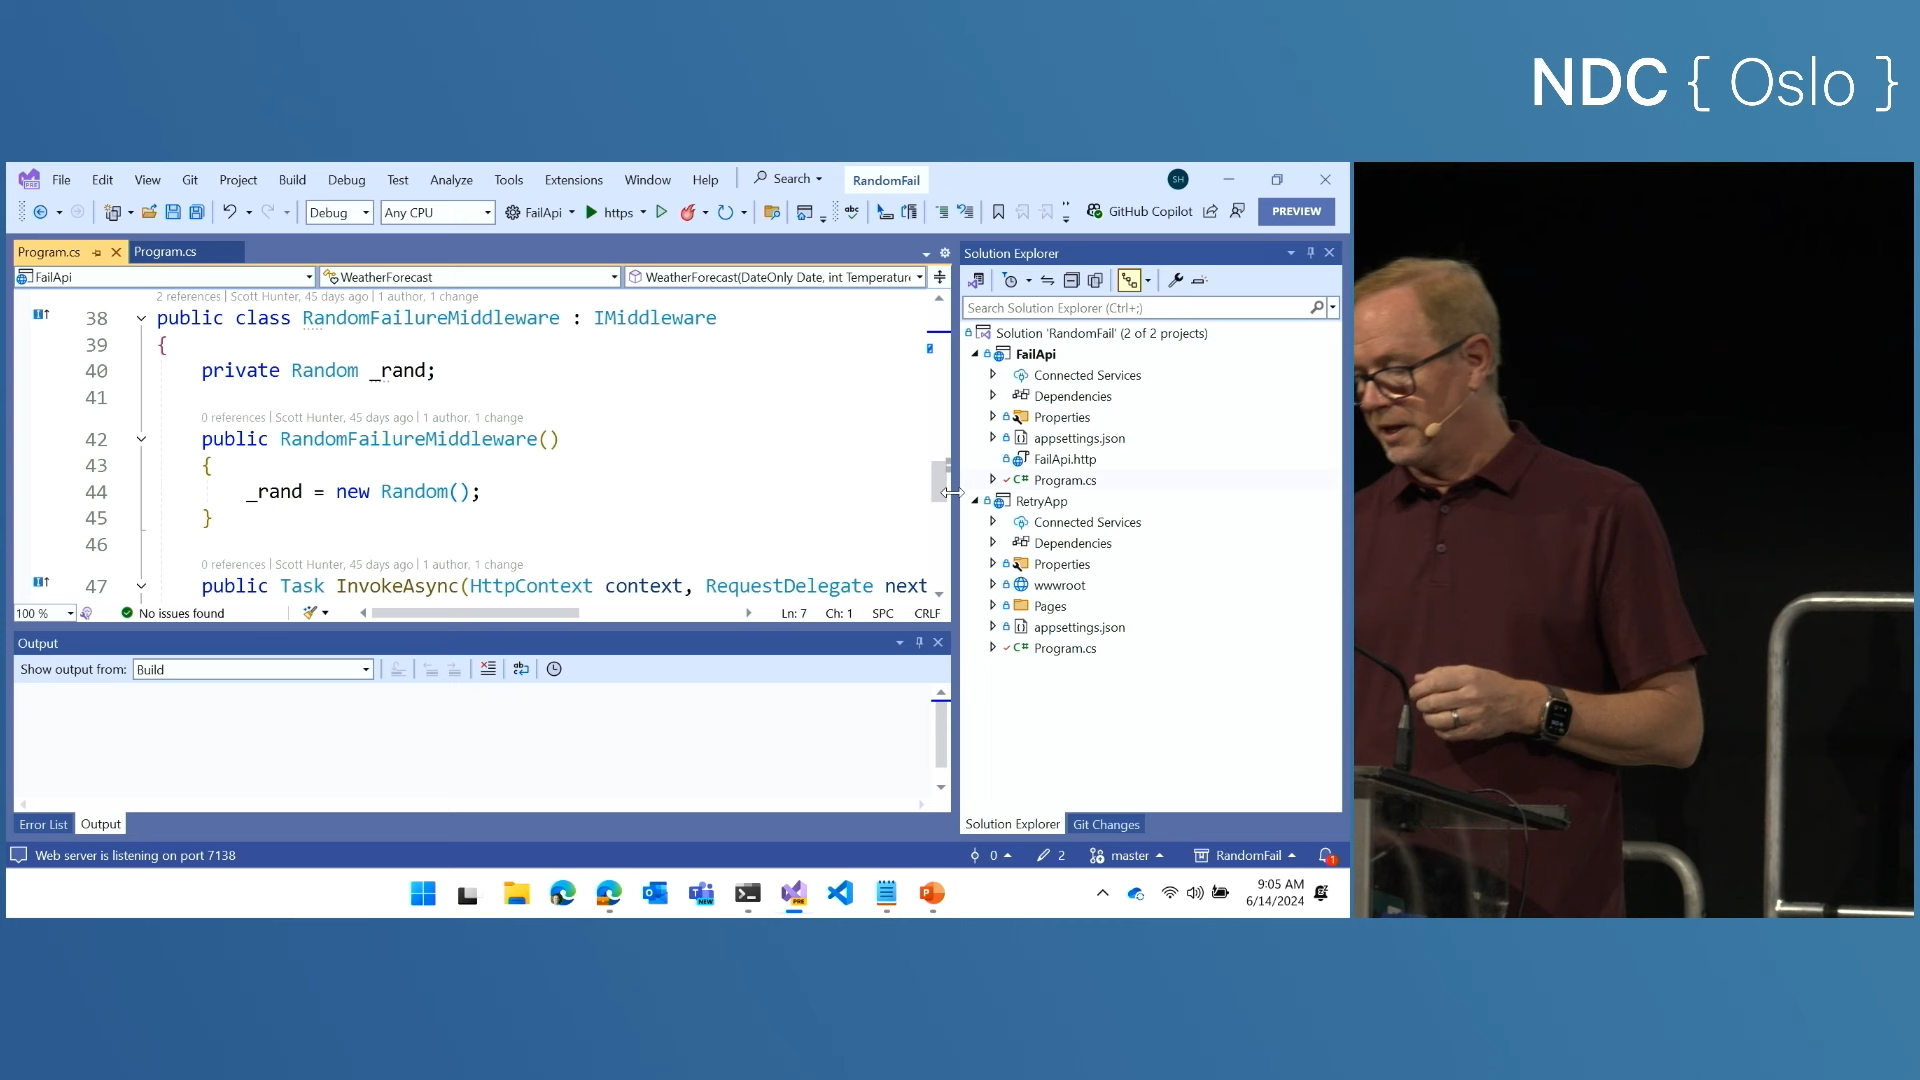 NDC { Oslo }
File Edit View Git Project Build Debug Test Analyze Tools Extensions Window Help Search RandomFail SH
Debug Any CPU FailApi https GitHub Copilot PREVIEW
Program.cs Program.cs
FailApi WeatherForecast WeatherForecast(DateOnly Date, int Temperatur
2 references | Scott Hunter, 45 days ago | 1 author, 1 change
38 public class RandomFailureMiddleware : IMiddleware
39 {
40 private Random _rand;
41
0 references | Scott Hunter, 45 days ago | 1 author, 1 change
42 public RandomFailureMiddleware()
43 {
44 _rand = new Random();
45 }
46
0 references | Scott Hunter, 45 days ago | 1 author, 1 change
47 public Task InvokeAsync(HttpContext context, RequestDelegate next
100 % No issues found Ln: 7 Ch: 1 SPC CRLF
Output
Show output from: Build
Error List Output
Solution Explorer
Search Solution Explorer (Ctrl+;)
Solution 'RandomFail' (2 of 2 projects)
FailApi
Connected Services
Dependencies
Properties
appsettings.json
FailApi.http
C# Program.cs
RetryApp
Connected Services
Dependencies
Properties
wwwroot
Pages
appsettings.json
C# Program.cs
Solution Explorer Git Changes
Web server is listening on port 7138 0 2 master RandomFail 1
9:05 AM
6/14/2024